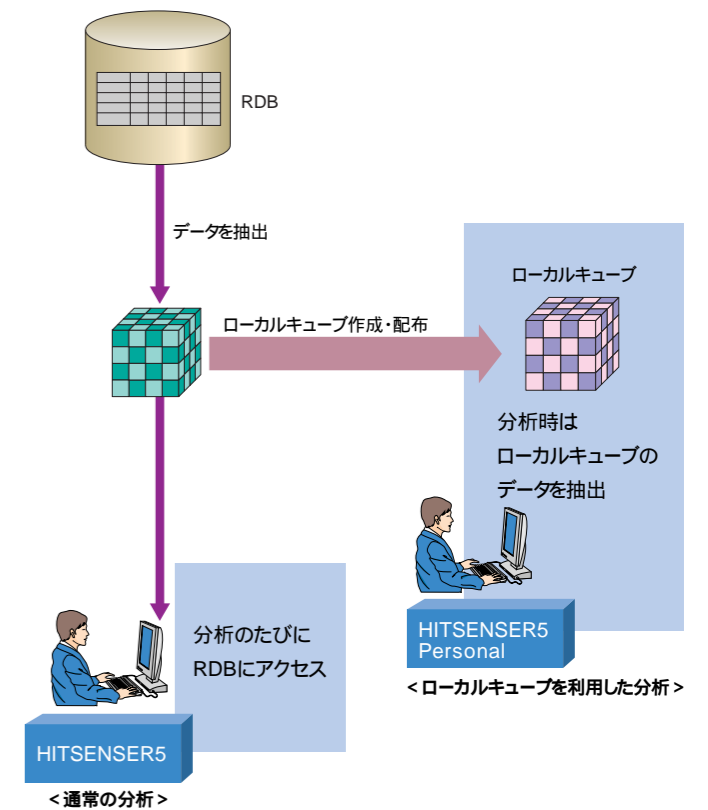 RDB
データを抽出
ローカルキューブ作成・配布
ローカルキューブ
分析時は
ローカルキューブの
データを抽出
HITSENSER5
Personal
<ローカルキューブを利用した分析>
分析のたびに
RDBにアクセス
HITSENSER5
<通常の分析>